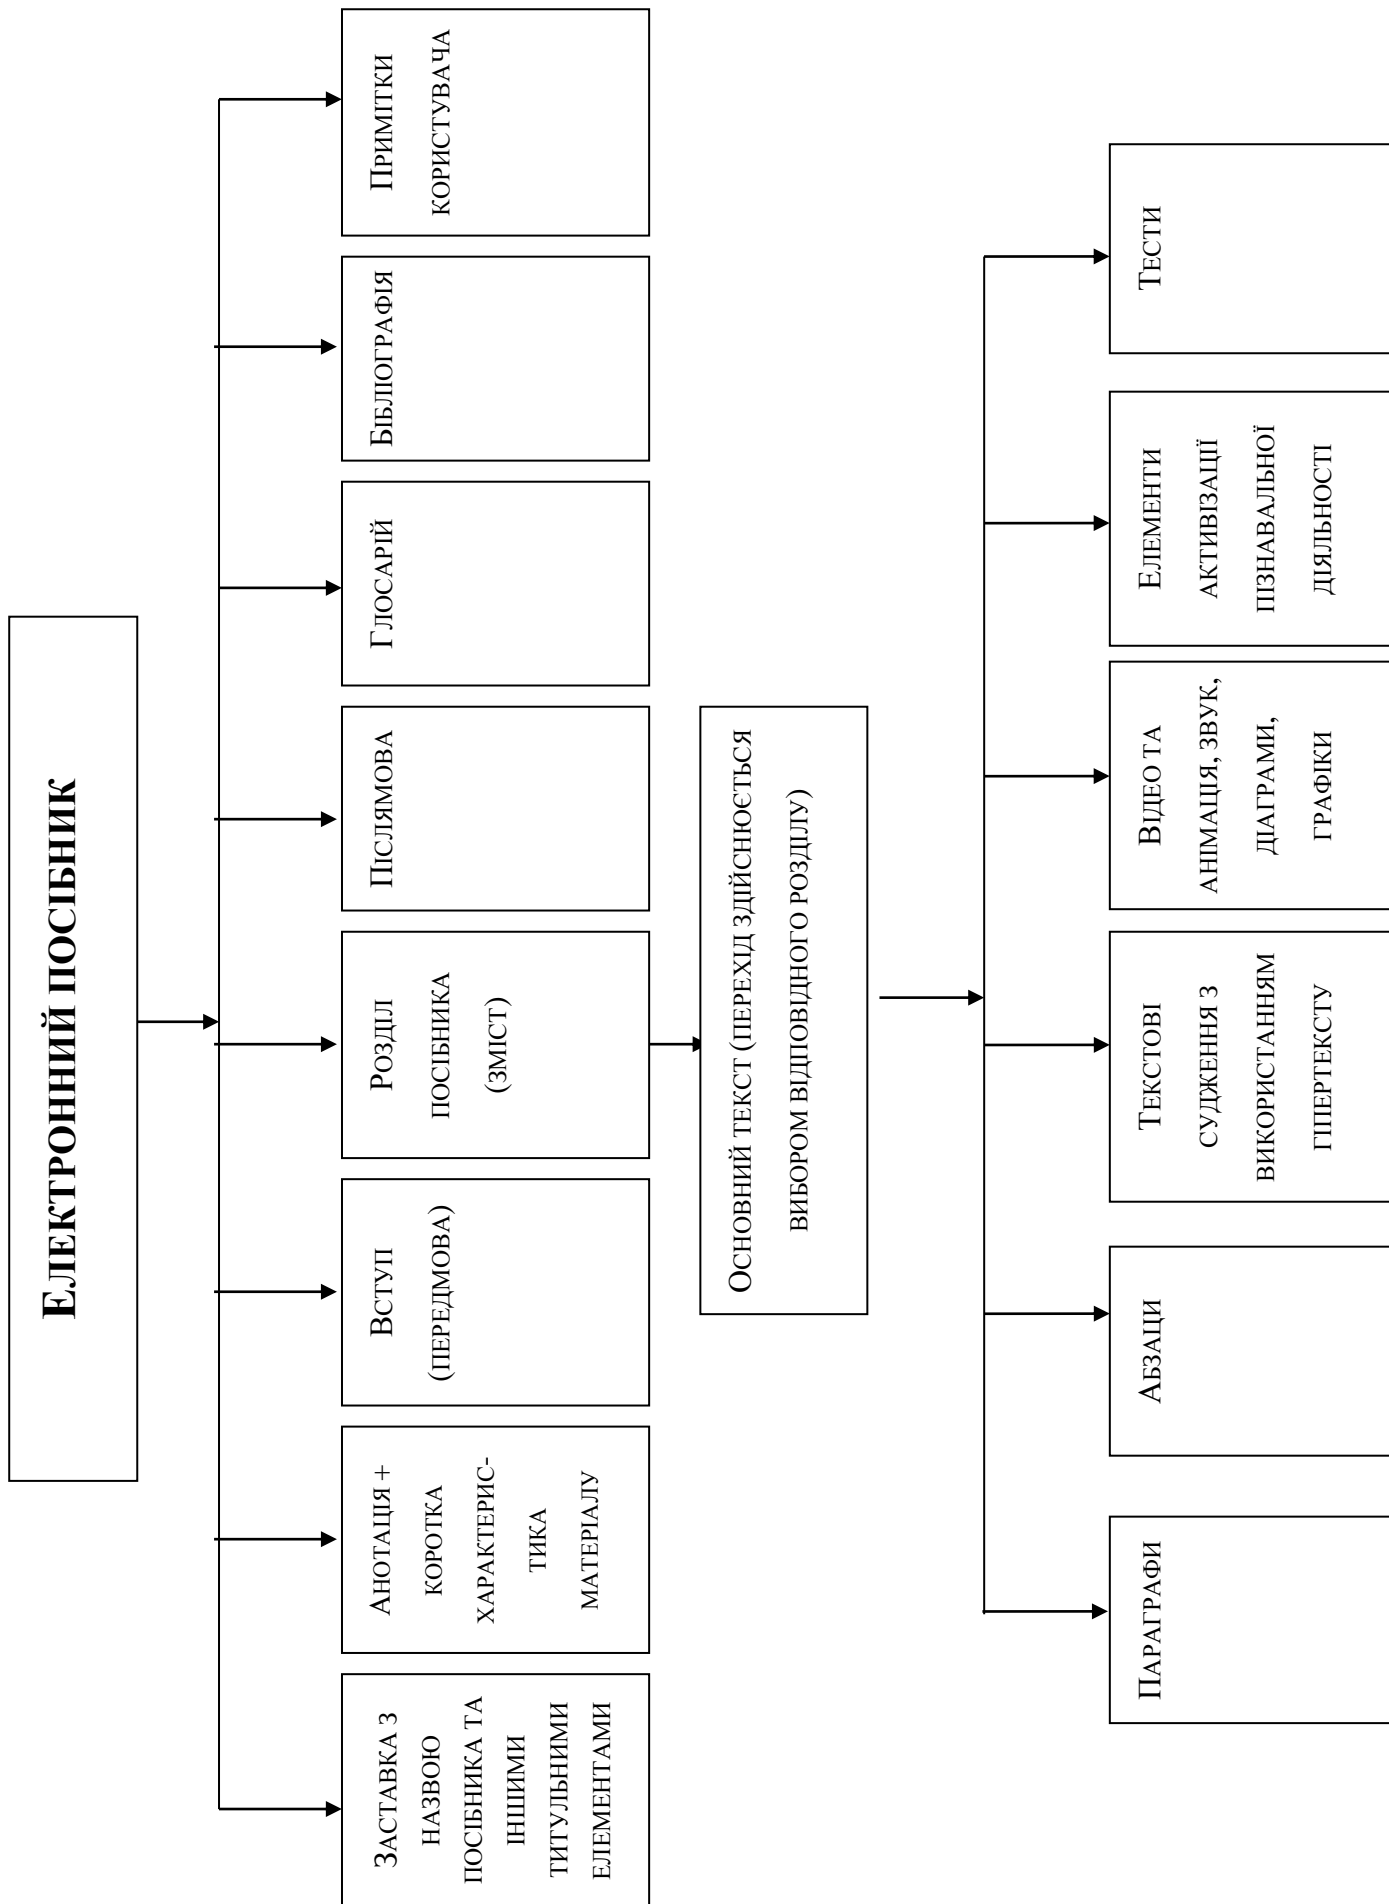 ЕЛЕКТРОННИЙ ПОСІБНИК
ЗАСТАВКА З
НАЗВОЮ
ПОСІБНИКА ТА
ІНШИМИ
ТИТУЛЬНИМИ
ЕЛЕМЕНТАМИ
АНОТАЦІЯ +
КОРОТКА
ХАРАКТЕРИС-
ТИКА
МАТЕРІАЛУ
ВСТУП
(ПЕРЕДМОВА)
РОЗДІЛ
ПОСІБНИКА
(ЗМІСТ)
ПІСЛЯМОВА
ГЛОСАРІЙ
БІБЛІОГРАФІЯ
ПРИМІТКИ
КОРИСТУВАЧА
ОСНОВНИЙ ТЕКСТ (ПЕРЕХІД ЗДІЙСНЮЄТЬСЯ
ВИБОРОМ ВІДПОВІДНОГО РОЗДІЛУ)
ПАРАГРАФИ
АБЗАЦИ
ТЕКСТОВІ
СУДЖЕННЯ З
ВИКОРИСТАННЯМ
ГІПЕРТЕКСТУ
ВІДЕО ТА
АНІМАЦІЯ, ЗВУК,
ДІАГРАМИ,
ГРАФІКИ
ЕЛЕМЕНТИ
АКТИВІЗАЦІЇ
ПІЗНАВАЛЬНОЇ
ДІЯЛЬНОСТІ
ТЕСТИ